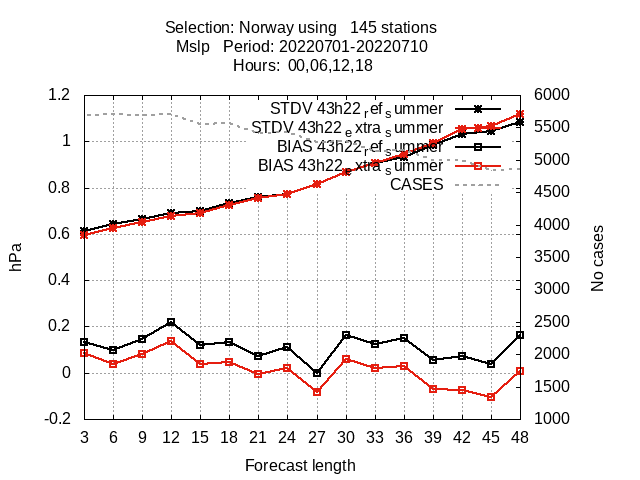 Selection: Norway using   145 stations
Mslp   Period: 20220701-20220710
Hours:  00,06,12,18
1.2
1
0.8
0.6
0.4
0.2
0
-0.2
hPa
STDV 43h22_ref_summer
STDV 43h22_extra_summer
BIAS 43h22_ref_summer
BIAS 43h22_extra_summer
CASES
6000
5500
5000
4500
4000
3500
3000
2500
2000
1500
1000
No cases
3 6 9 12 15 18 21 24 27 30 33 36 39 42 45 48
Forecast length